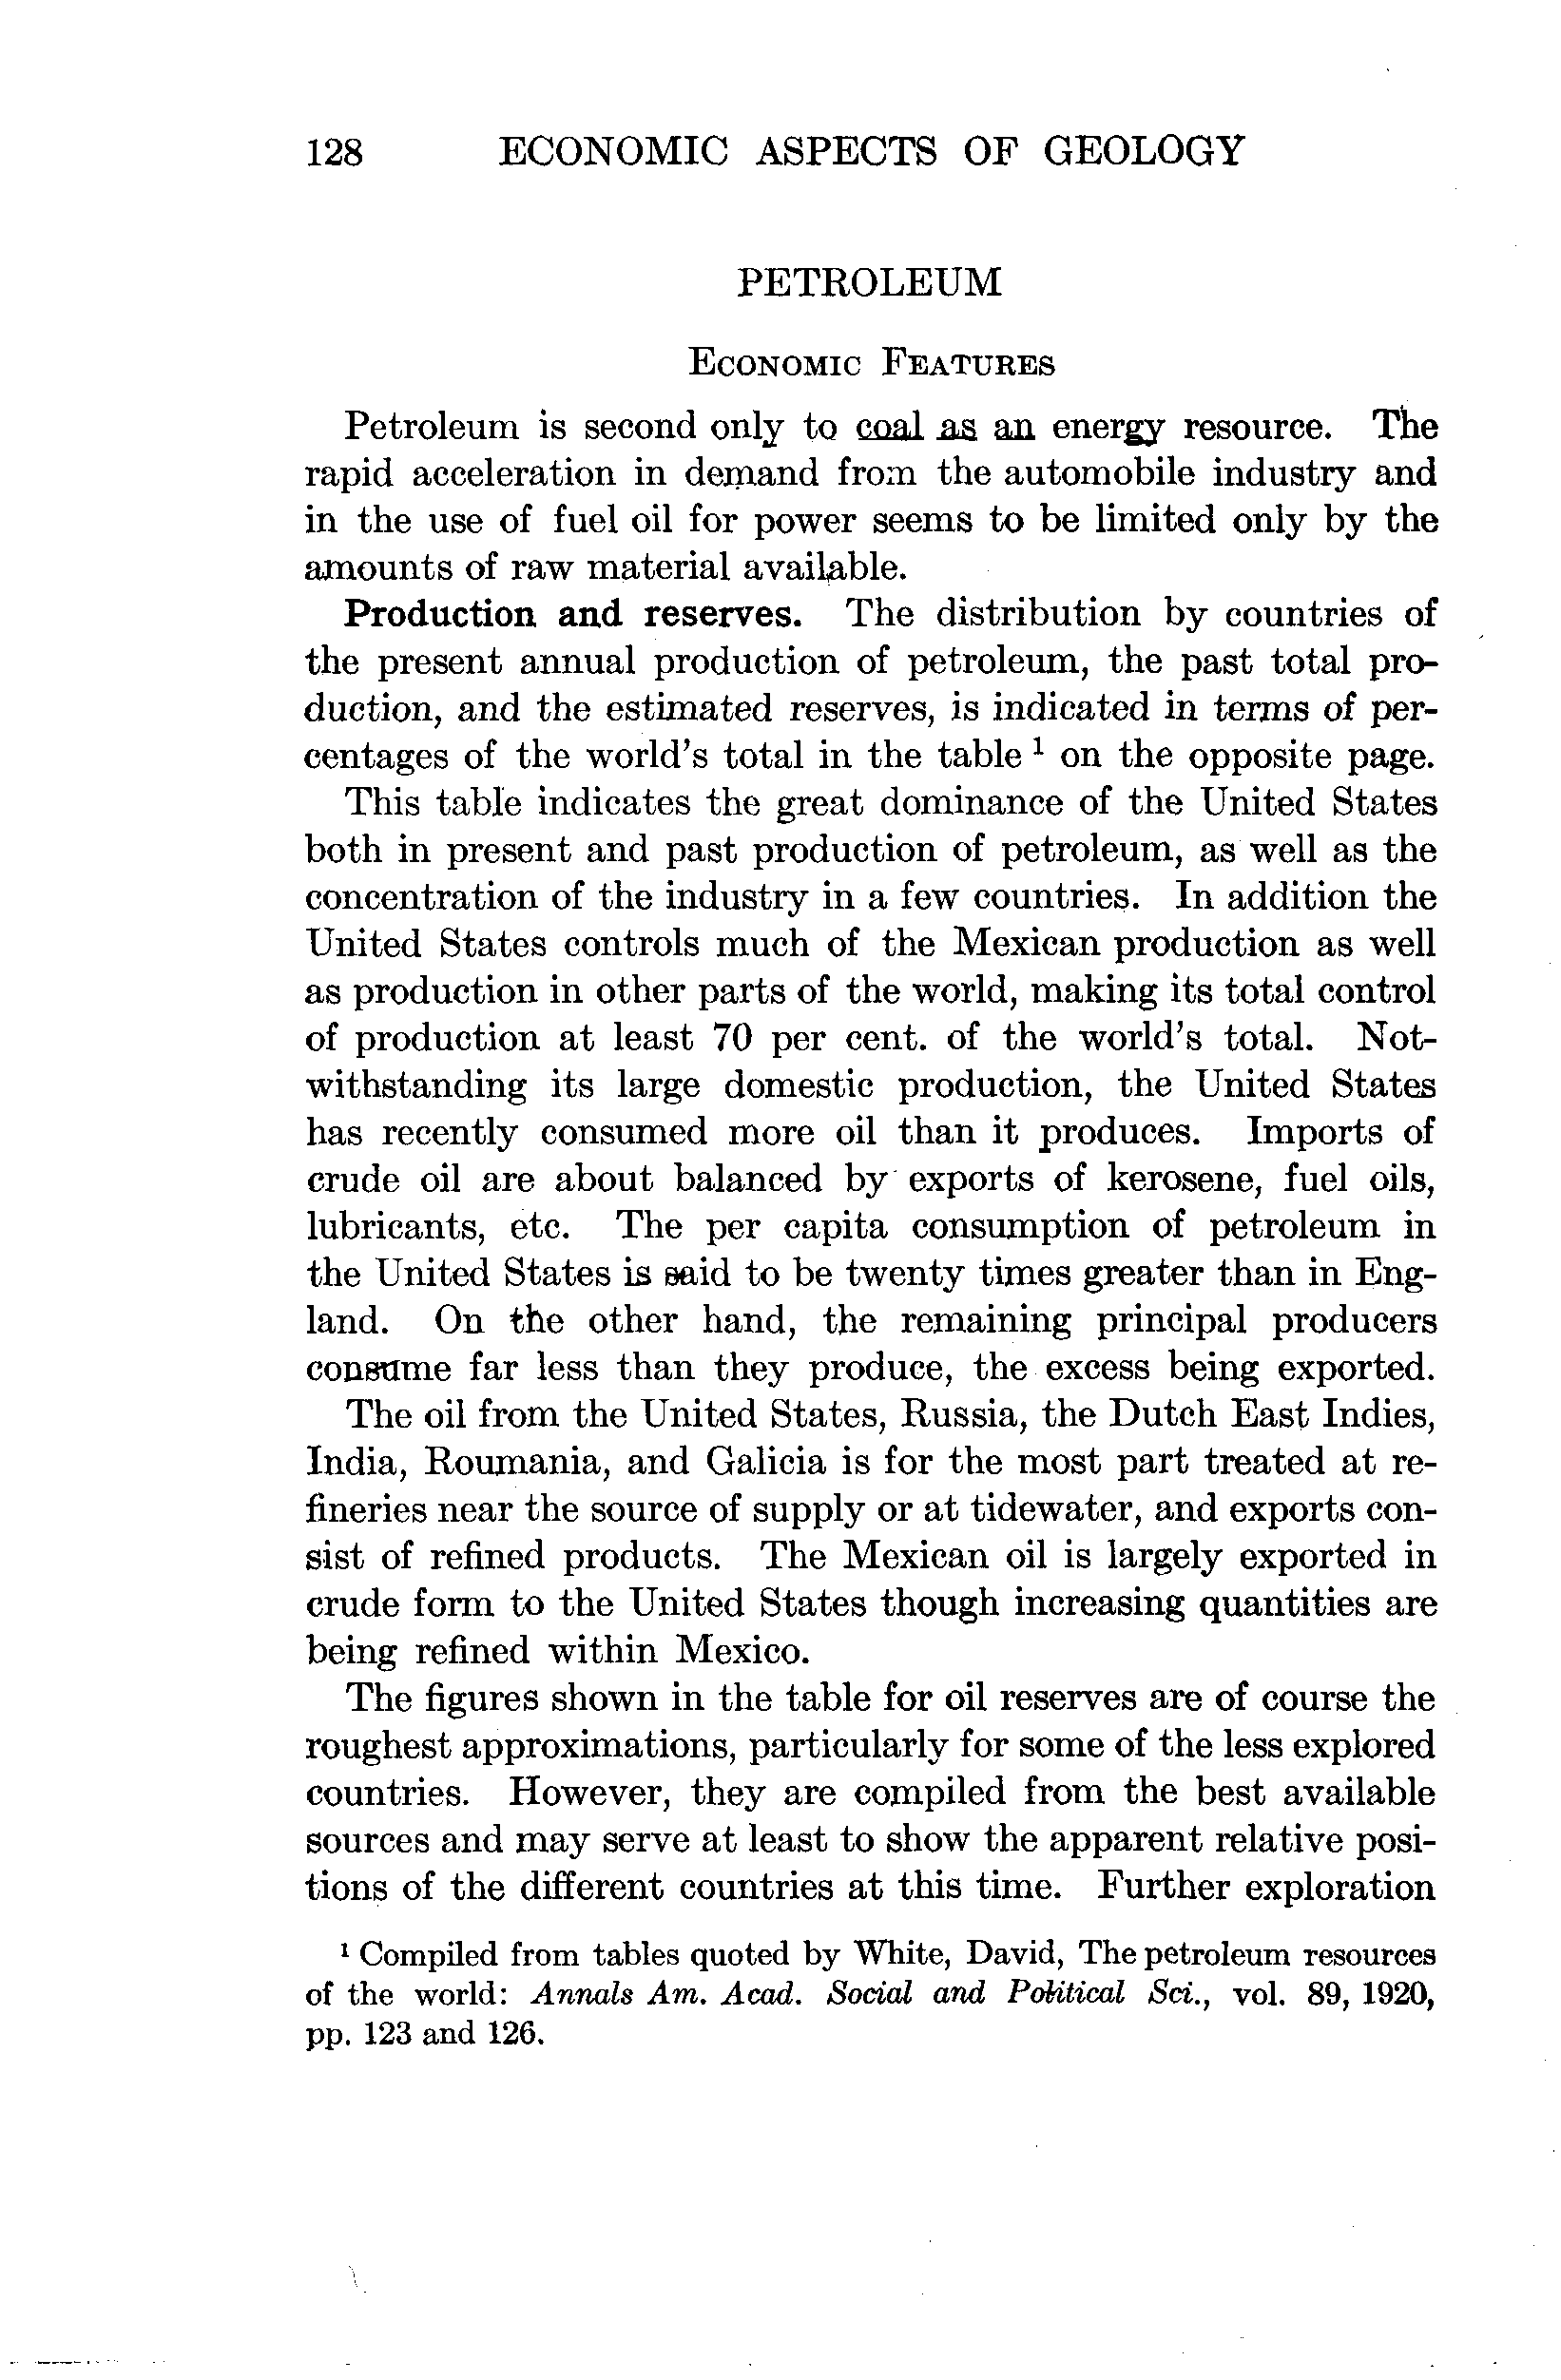 128 ECONOMIC ASPECTS OF GEOLOGY
PETROLEUM
ECONOMIC FEATURES
Petroleum is second only to coal as an energy resource. The
rapid acceleration in demand from the automobile industry and
in the use of fuel oil for power seems to be limited only by the
amounts of raw material available.
Production and reserves. The distribution by countries of
the present annual production of petroleum, the past total pro-
duction, and the estimated reserves, is indicated in terms of per-
centages of the world's total in the table ¹ on the opposite page.
This table indicates the great dominance of the United States
both in present and past production of petroleum, as well as the
concentration of the industry in a few countries. In addition the
United States controls much of the Mexican production as well
as production in other parts of the world, making its total control
of production at least 70 per cent. of the world's total. Not-
withstanding its large domestic production, the United States
has recently consumed more oil than it produces. Imports of
crude oil are about balanced by exports of kerosene, fuel oils,
lubricants, etc. The per capita consumption of petroleum in
the United States is said to be twenty times greater than in Eng-
land. On the other hand, the remaining principal producers
consume far less than they produce, the excess being exported.
The oil from the United States, Russia, the Dutch East Indies,
India, Roumania, and Galicia is for the most part treated at re-
fineries near the source of supply or at tidewater, and exports con-
sist of refined products. The Mexican oil is largely exported in
crude form to the United States though increasing quantities are
being refined within Mexico.
The figures shown in the table for oil reserves are of course the
roughest approximations, particularly for some of the less explored
countries. However, they are compiled from the best available
sources and may serve at least to show the apparent relative posi-
tions of the different countries at this time. Further exploration
¹ Compiled from tables quoted by White, David, The petroleum resources
of the world: Annals Am. Acad. Social and Political Sci., vol. 89, 1920,
pp. 123 and 126.